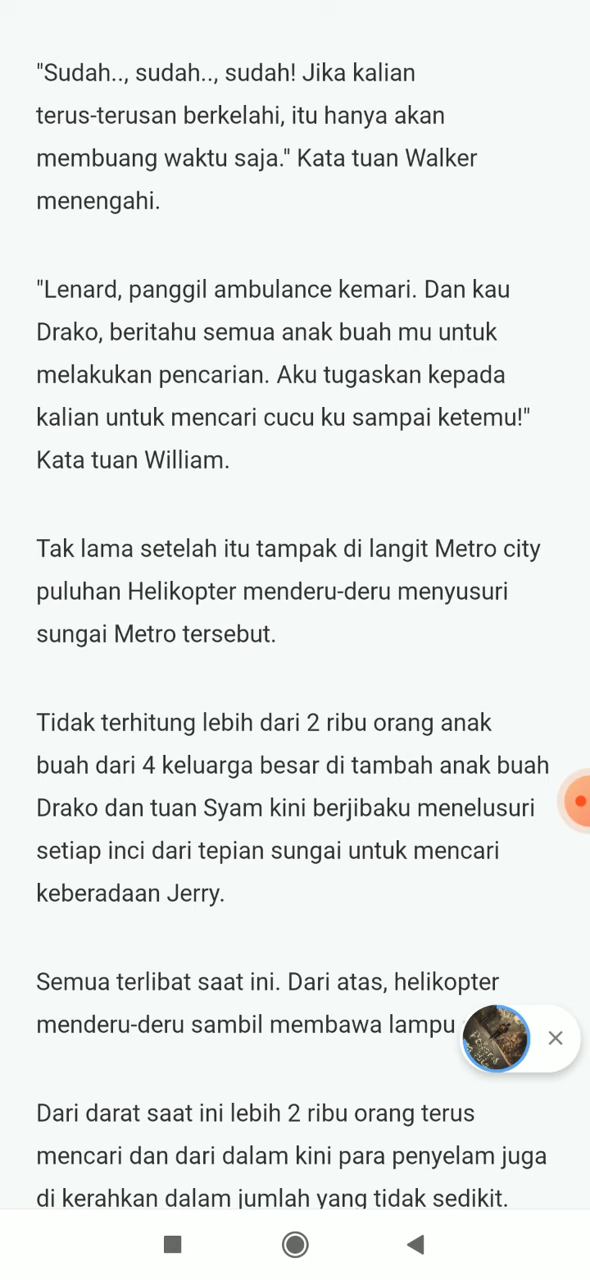 "Sudah.., sudah.., sudah! Jika kalian
terus-terusan berkelahi, itu hanya akan
membuang waktu saja." Kata tuan Walker
menengahi.
"Lenard, panggil ambulance kemari. Dan kau
Drako, beritahu semua anak buah mu untuk
melakukan pencarian. Aku tugaskan kepada
kalian untuk mencari cucu ku sampai ketemu!"
Kata tuan William.
Tak lama setelah itu tampak di langit Metro city
puluhan Helikopter menderu-deru menyusuri
sungai Metro tersebut.
Tidak terhitung lebih dari 2 ribu orang anak
buah dari 4 keluarga besar di tambah anak buah
Drako dan tuan Syam kini berjibaku menelusuri
setiap inci dari tepian sungai untuk mencari
keberadaan Jerry.
Semua terlibat saat ini. Dari atas, helikopter
menderu-deru sambil membawa lampu
Dari darat saat ini lebih 2 ribu orang terus
mencari dan dari dalam kini para penyelam juga
di kerahkan dalam jumlah yang tidak sedikit.